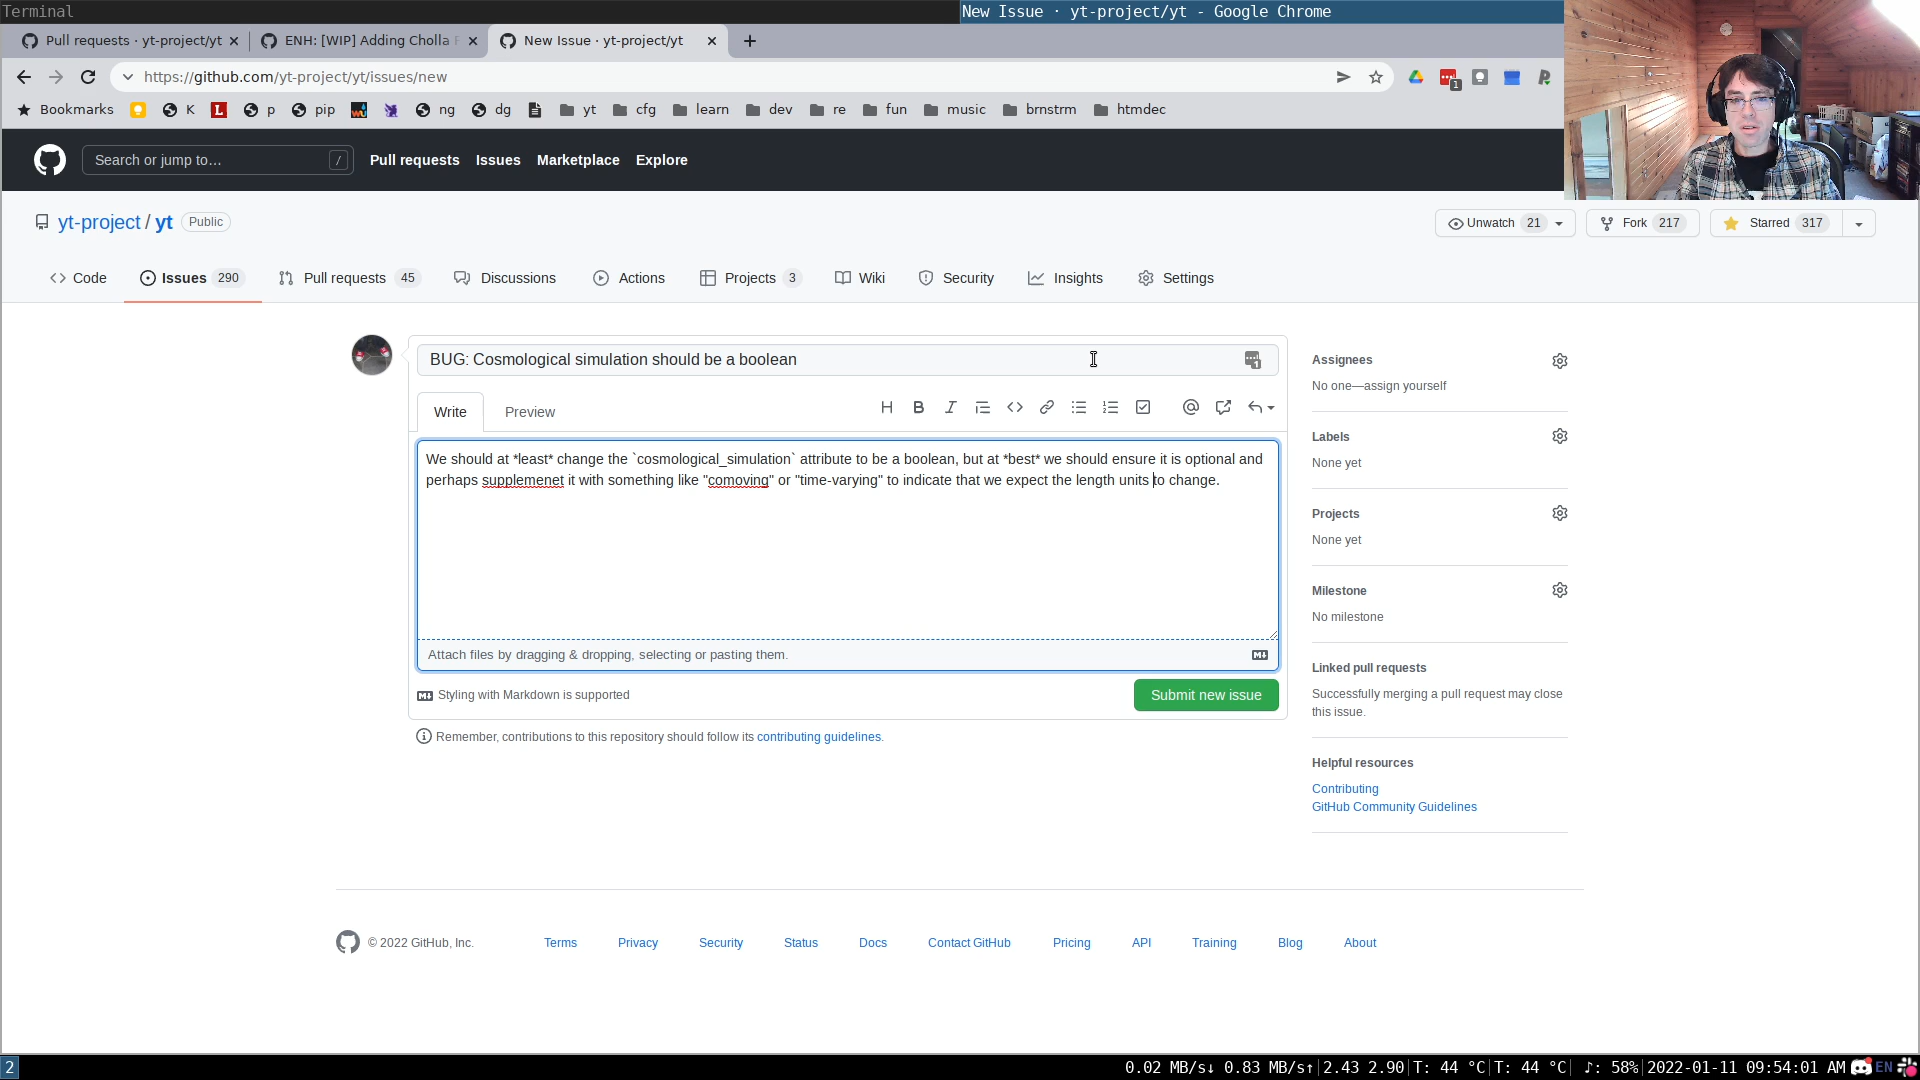 Terminal
New Issue · yt-project/yt - Google Chrome
Pull requests · yt-project/yt
ENH: [WIP] Adding Cholla F
New Issue · yt-project/yt
https://github.com/yt-project/yt/issues/new
1
Bookmarks K L p pip ng dg yt cfg learn dev re fun music brnstrm htmdec
Search or jump to… /
Pull requests Issues Marketplace Explore
yt-project / yt Public
Unwatch 21 Fork 217 Starred 317
Code Issues 290 Pull requests 45 Discussions Actions Projects 3 Wiki Security Insights Settings
BUG: Cosmological simulation should be a boolean
Write Preview
We should at *least* change the `cosmological_simulation` attribute to be a boolean, but at *best* we should ensure it is optional and
perhaps supplemenet it with something like "comoving" or "time-varying" to indicate that we expect the length units to change.
Attach files by dragging & dropping, selecting or pasting them.
Styling with Markdown is supported
Submit new issue
Remember, contributions to this repository should follow its contributing guidelines.
Assignees
No one—assign yourself
Labels
None yet
Projects
None yet
Milestone
No milestone
Linked pull requests
Successfully merging a pull request may close
this issue.
Helpful resources
Contributing
GitHub Community Guidelines
© 2022 GitHub, Inc. Terms Privacy Security Status Docs Contact GitHub Pricing API Training Blog About
2
0.02 MB/s↓ 0.83 MB/s↑|2.43 2.90|T: 44 °C|T: 44 °C| ♪: 58%|2022-01-11 09:54:01 AM EN